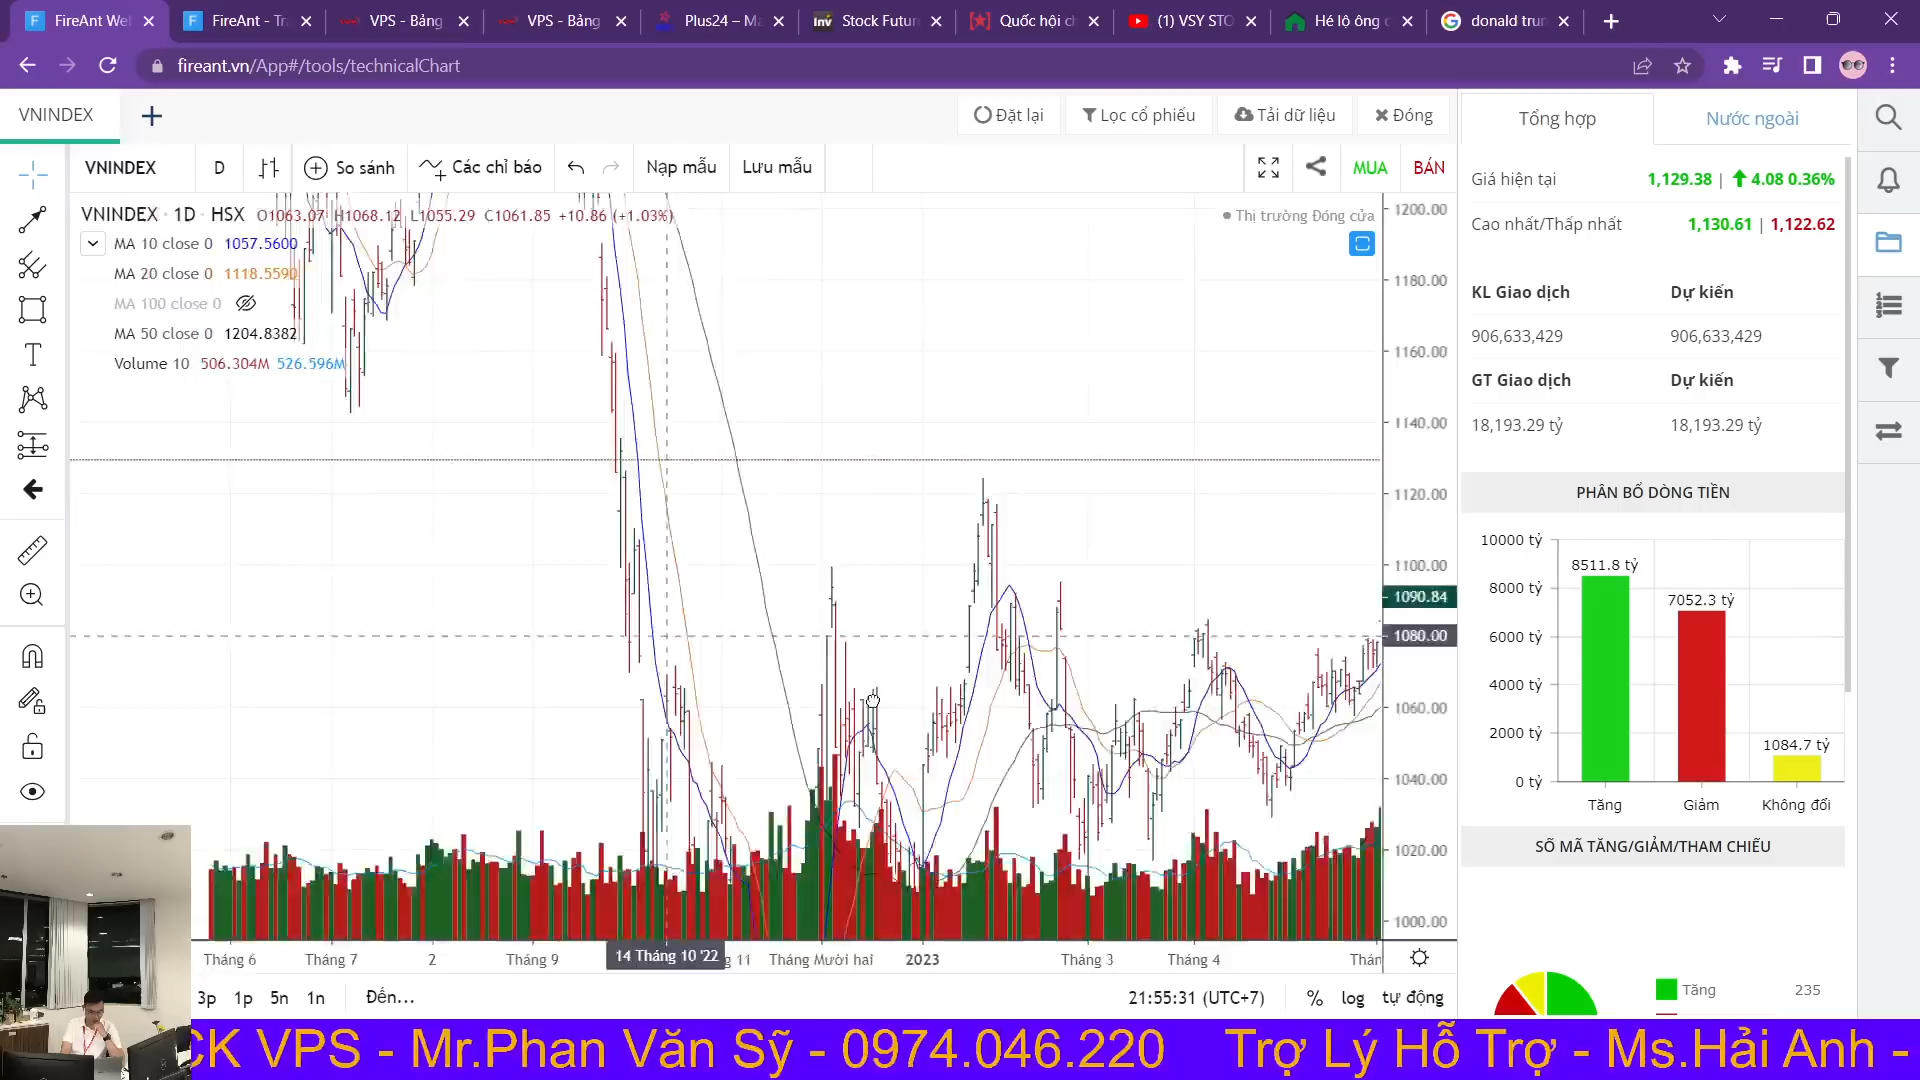 FireAnt Wel
FireAnt - Tra
VPS - Bảng
VPS - Bảng
Plus24 – Ma
Stock Futur
Quốc hội ch
(1) VSY STO
Hé lộ ông c
donald trun
fireant.vn/App#/tools/technicalChart
VNINDEX
Đặt lại
Lọc cổ phiếu
Tải dữ liệu
Đóng
VNINDEX
D
So sánh
Các chỉ báo
Nạp mẫu
Lưu mẫu
MUA
BÁN
VNINDEX · 1D · HSX O1063.07 H1068.12 L1055.29 C1061.85 +10.86 (+1.03%)
Thị trường Đóng cửa
MA 10 close 0 1057.5600
MA 20 close 0 1118.5590
MA 100 close 0
MA 50 close 0 1204.8382
Volume 10 506.304M 526.596M
1200.00
1180.00
1160.00
1140.00
1120.00
1100.00
1090.84
1080.00
1060.00
1040.00
1020.00
1000.00
Tháng 6
Tháng 7
2
Tháng 9
14 Tháng 10 '22
g 11
Tháng Mười hai
2023
Tháng 3
Tháng 4
Thán
3p 1p 5n 1n Đến...
21:55:31 (UTC+7) % log tự động
Tổng hợp
Nước ngoài
Giá hiện tại 1,129.38 | 4.08 0.36%
Cao nhất/Thấp nhất 1,130.61 | 1,122.62
KL Giao dịch Dự kiến
906,633,429 906,633,429
GT Giao dịch Dự kiến
18,193.29 tỷ 18,193.29 tỷ
PHÂN BỔ DÒNG TIỀN
10000 tỷ
8000 tỷ
6000 tỷ
4000 tỷ
2000 tỷ
0 tỷ
8511.8 tỷ
7052.3 tỷ
1084.7 tỷ
Tăng Giảm Không đổi
SỐ MÃ TĂNG/GIẢM/THAM CHIẾU
Tăng 235
CK VPS - Mr.Phan Văn Sỹ - 0974.046.220 Trợ Lý Hỗ Trợ - Ms.Hải Anh -